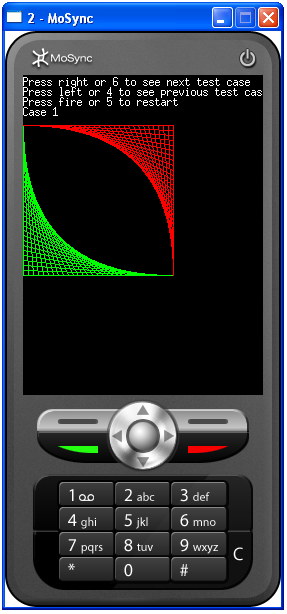 2 - MoSync
MoSync
Press right or 6 to see next test case
Press left or 4 to see previous test cas
Press fire or 5 to restart
Case 1
1 2 abc 3 def
4 ghi 5 jkl 6 mno
7 pqrs 8 tuv 9 wxyz
C
* 0 #